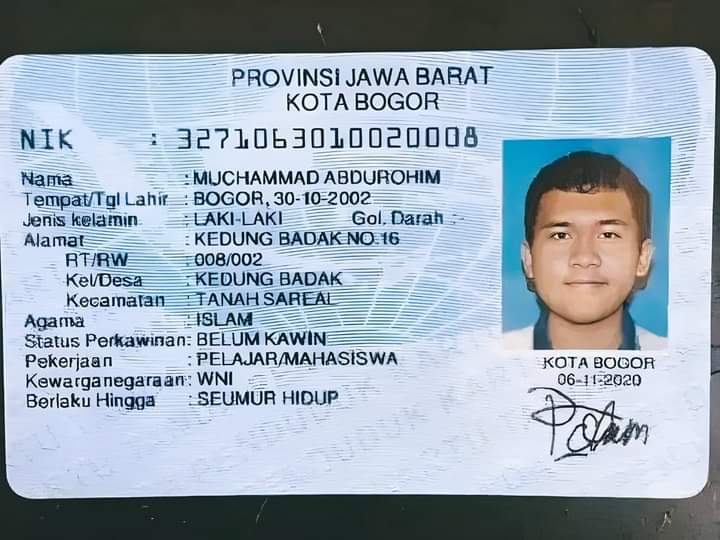 PROVINSI JAWA BARAT
KOTA BOGOR
NIK : 3271063010020008
Nama : MUCHAMMAD ABDUROHIM
Tempat/Tgl Lahir : BOGOR, 30-10-2002
Jenis kelamin : LAKI-LAKI Gol. Darah :-
Alamat : KEDUNG BADAK NO.16
RT/RW : 008/002
Kel/Desa : KEDUNG BADAK
Kecamatan : TANAH SAREAL
Agama : ISLAM
Status Perkawinan: BELUM KAWIN
Pekerjaan : PELAJAR/MAHASISWA
Kewarganegaraan: WNI
Berlaku Hingga : SEUMUR HIDUP
KOTA BOGOR
06-11-2020